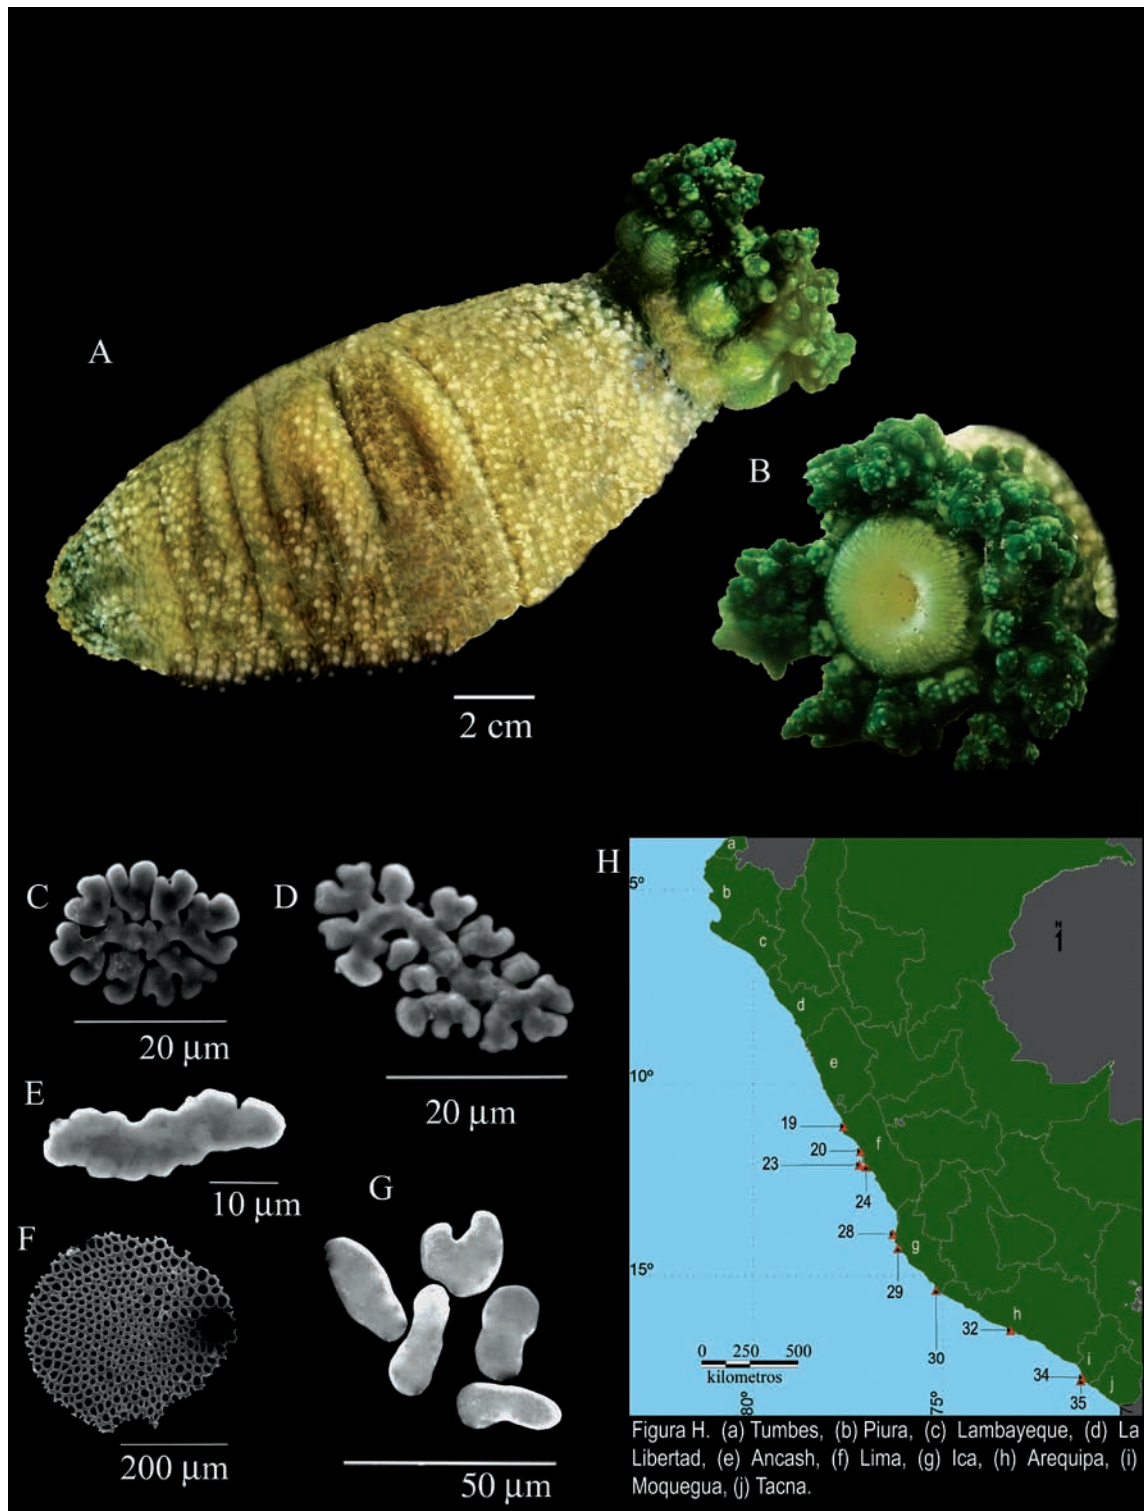 A
B
2 cm
C
20 µm
D
20 µm
E
10 µm
F
200 µm
G
50 µm
H
a
b
c
d
e
f
g
h
i
j
N
1
5º
10º
15º
80º
75º
19
20
23
24
28
29
30
32
34
35
0 250 500
kilometros
Figura H. (a) Tumbes, (b) Piura, (c) Lambayeque, (d) La
Libertad, (e) Ancash, (f) Lima, (g) Ica, (h) Arequipa, (i)
Moquegua, (j) Tacna.